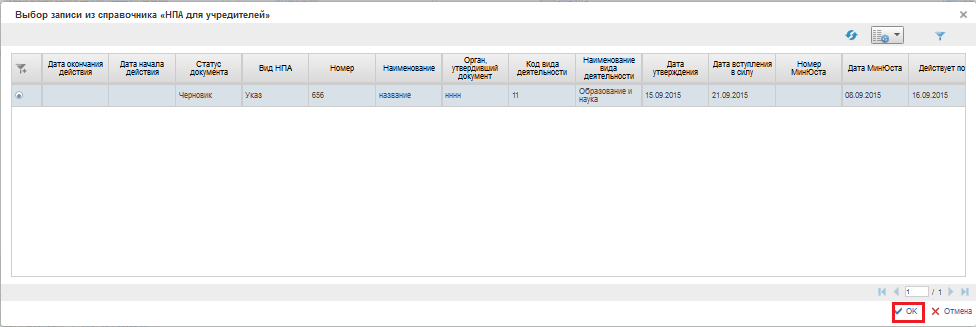 Выбор записи из справочника «НПА для учредителей»
Дата окончания действия
Дата начала действия
Статус документа
Вид НПА
Номер
Наименование
Орган, утвердивший документ
Код вида деятельности
Наименование вида деятельности
Дата утверждения
Дата вступления в силу
Номер МинЮста
Дата МинЮста
Действует по
Черновик
Указ
656
название
нннн
11
Образование и наука
15.09.2015
21.09.2015
08.09.2015
16.09.2015
1 / 1
OK
Отмена